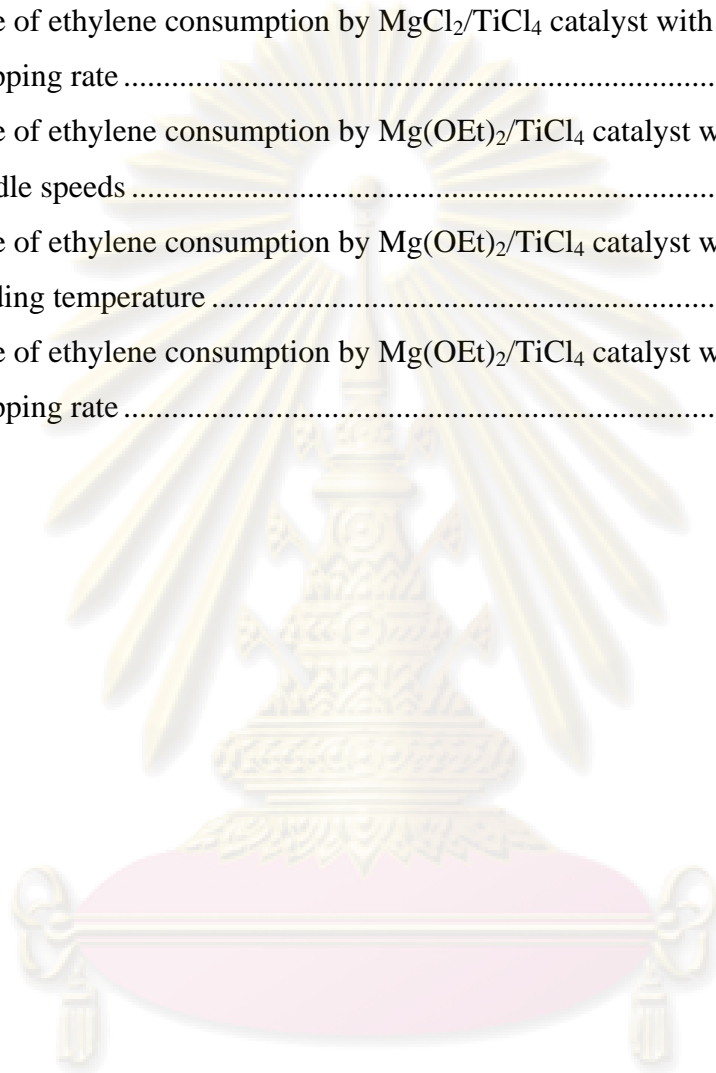 e of ethylene consumption by MgCl₂/TiCl₄ catalyst with
pping rate ..........................................................................
e of ethylene consumption by Mg(OEt)₂/TiCl₄ catalyst w
dle speeds .........................................................................
e of ethylene consumption by Mg(OEt)₂/TiCl₄ catalyst w
ding temperature ...............................................................
e of ethylene consumption by Mg(OEt)₂/TiCl₄ catalyst w
pping rate ..........................................................................